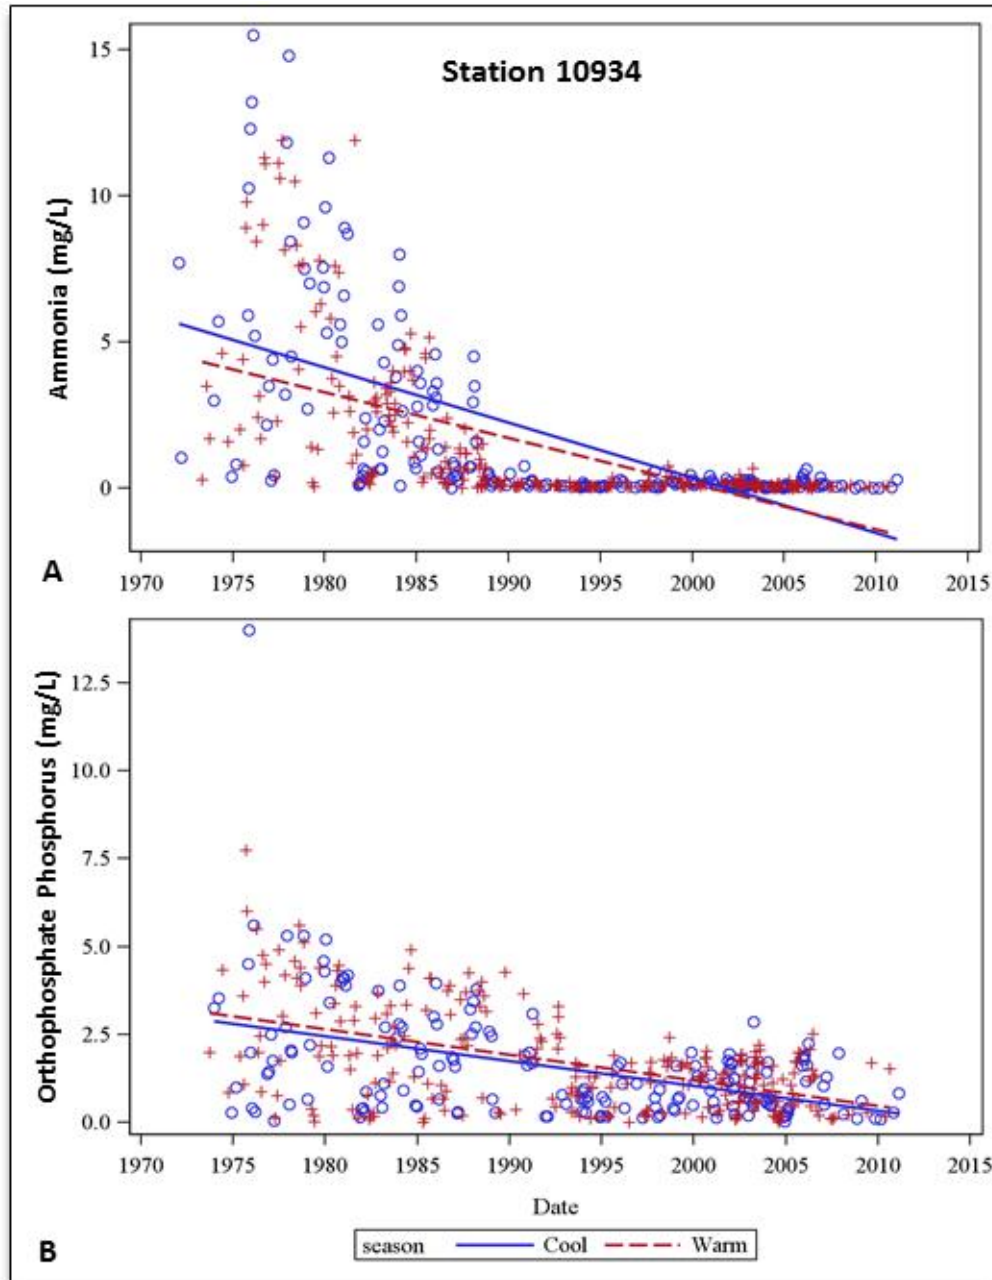 Station 10934
Ammonia (mg/L)
15
10
5
0
A
1970 1975 1980 1985 1990 1995 2000 2005 2010 2015
Orthophosphate Phosphorus (mg/L)
12.5
10.0
7.5
5.0
2.5
0.0
1970 1975 1980 1985 1990 1995 2000 2005 2010 2015
Date
B
season Cool Warm